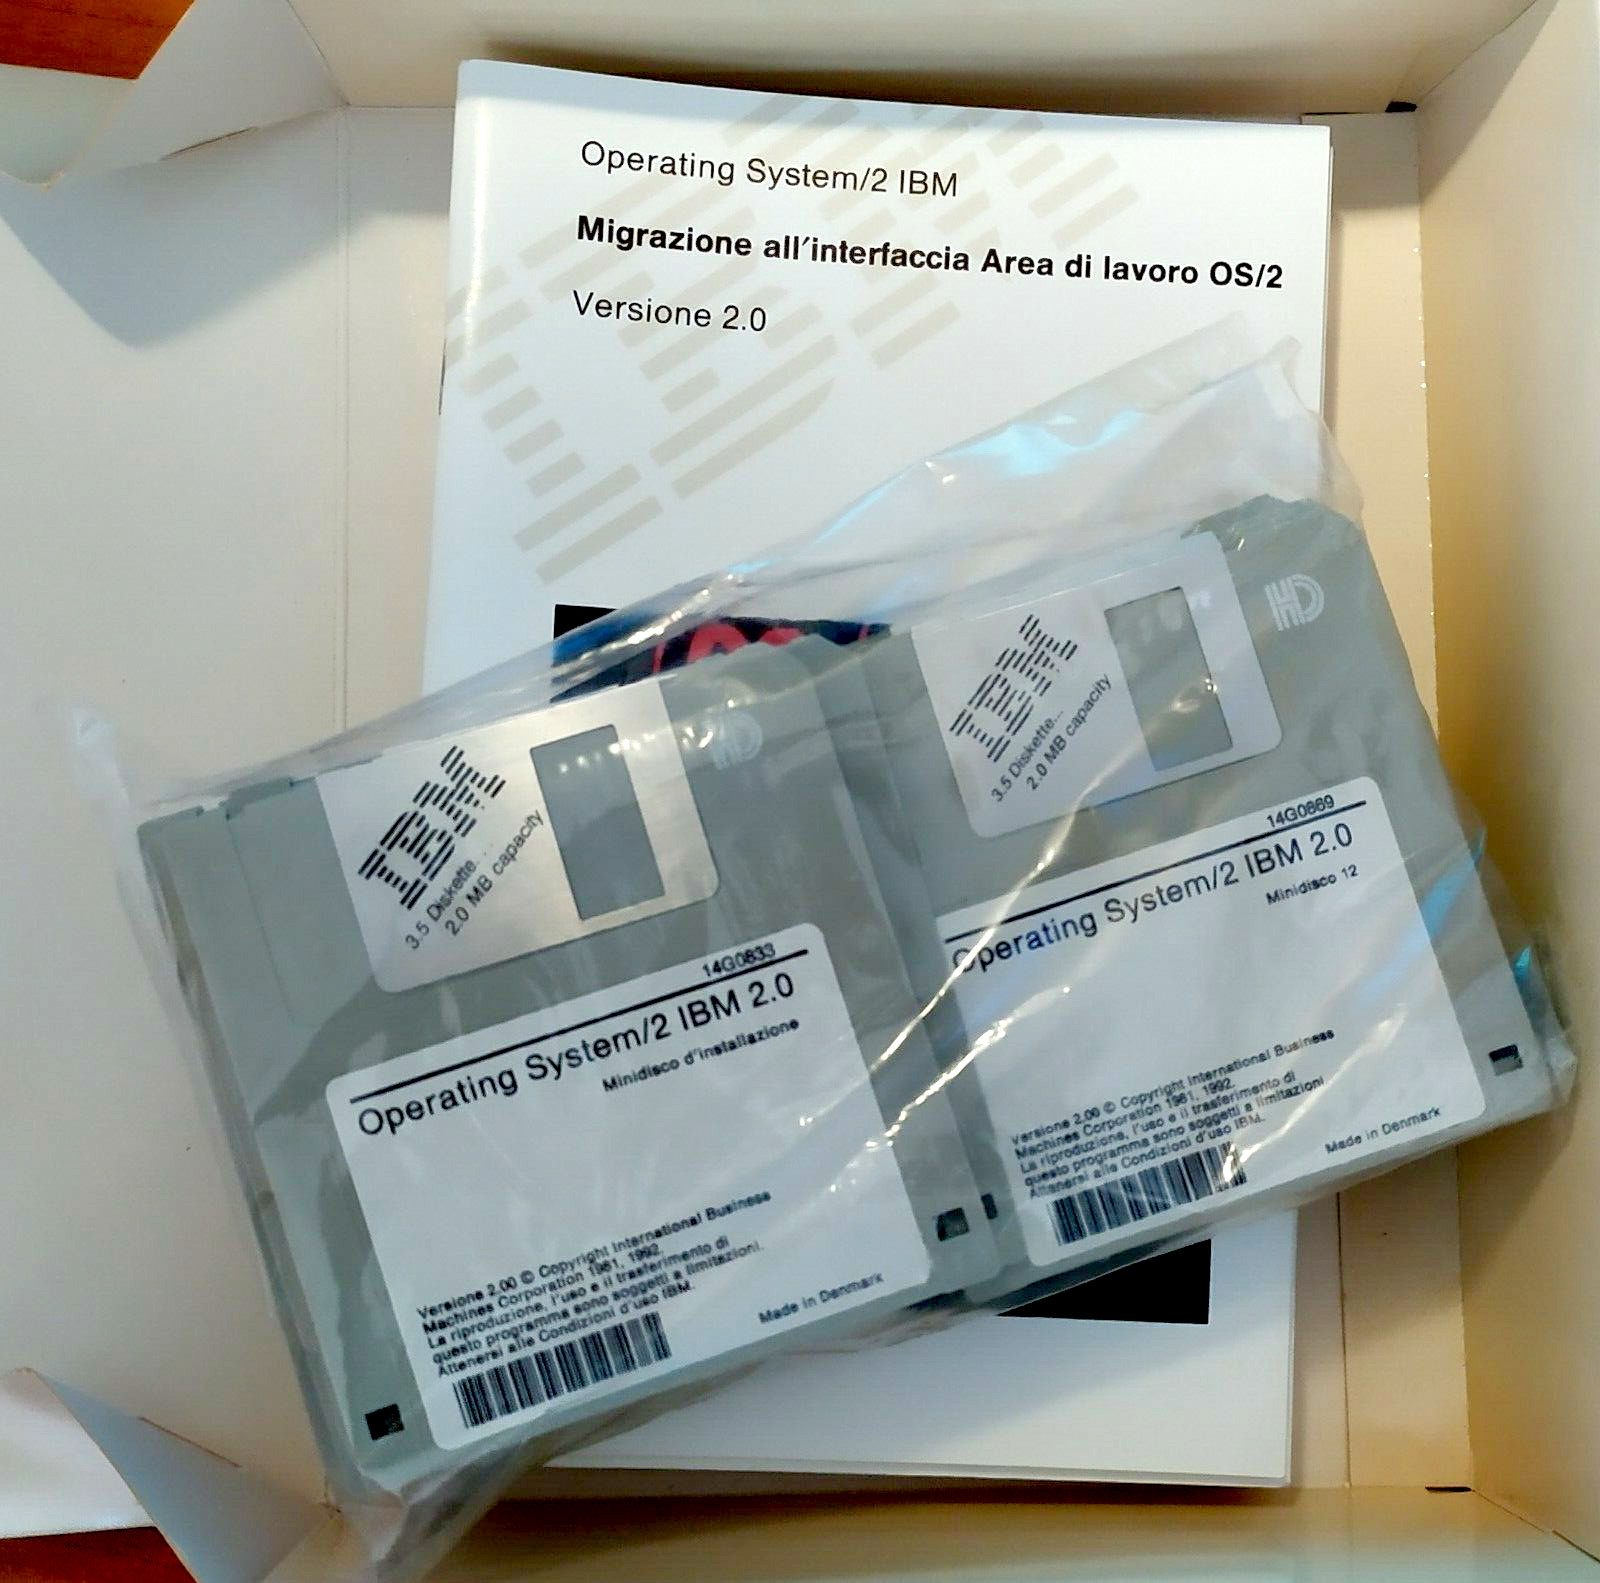 Operating System/2 IBM
Migrazione all'interfaccia Area di lavoro OS/2
Versione 2.0
IBM
3.5 Diskette...
2.0 MB capacity
HD
14G0833
Operating System/2 IBM 2.0
Minidisco d'installazione
Versione 2.00 © Copyright International Business
Machines Corporation 1981, 1992.
La riproduzione, l'uso e il trasferimento di
questo programma sono soggetti a limitazioni.
Attenersi alle Condizioni d'uso IBM.
Made in Denmark
IBM
3.5 Diskette...
2.0 MB capacity
HD
14G0869
Operating System/2 IBM 2.0
Minidisco 12
Versione 2.00 © Copyright International Business
Machines Corporation 1981, 1992.
La riproduzione, l'uso e il trasferimento di
questo programma sono soggetti a limitazioni
Attenersi alle Condizioni d'uso IBM.
Made in Denmark